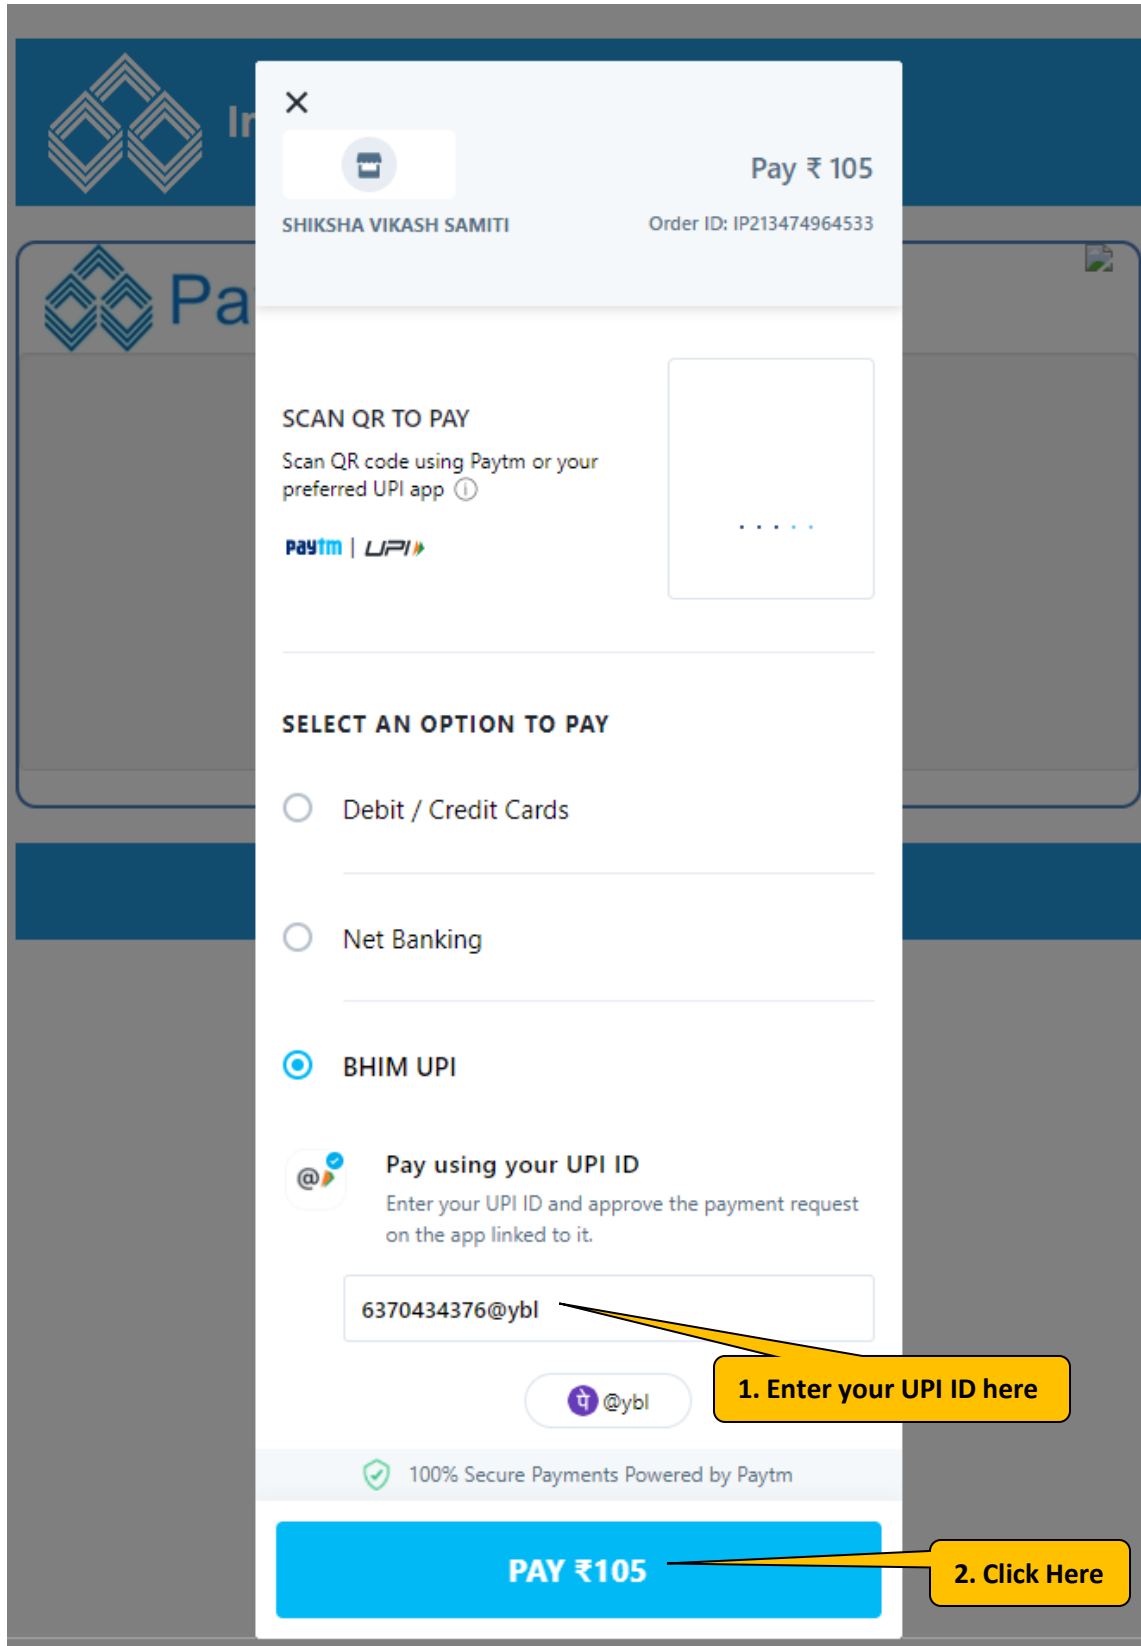 In
SHIKSHA VIKASH SAMITI
Pay ₹ 105
Order ID: IP213474964533
Pa
SCAN QR TO PAY
Scan QR code using Paytm or your
preferred UPI app
Paytm | UPI
SELECT AN OPTION TO PAY
Debit / Credit Cards
Net Banking
BHIM UPI
@
Pay using your UPI ID
Enter your UPI ID and approve the payment request
on the app linked to it.
6370434376@ybl
1. Enter your UPI ID here
पे @ybl
100% Secure Payments Powered by Paytm
PAY ₹105
2. Click Here